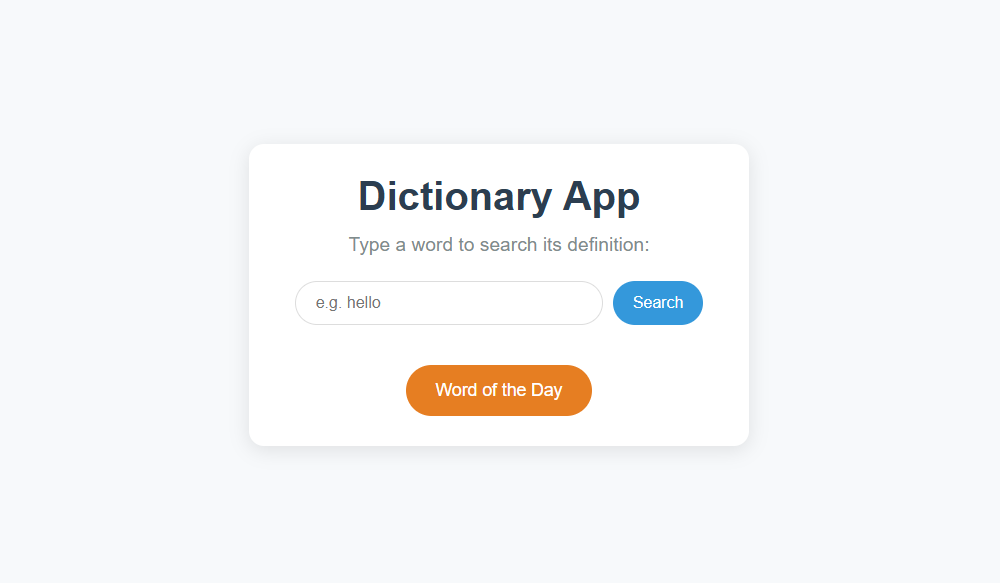 Dictionary App
Type a word to search its definition:
e.g. hello
Search
Word of the Day